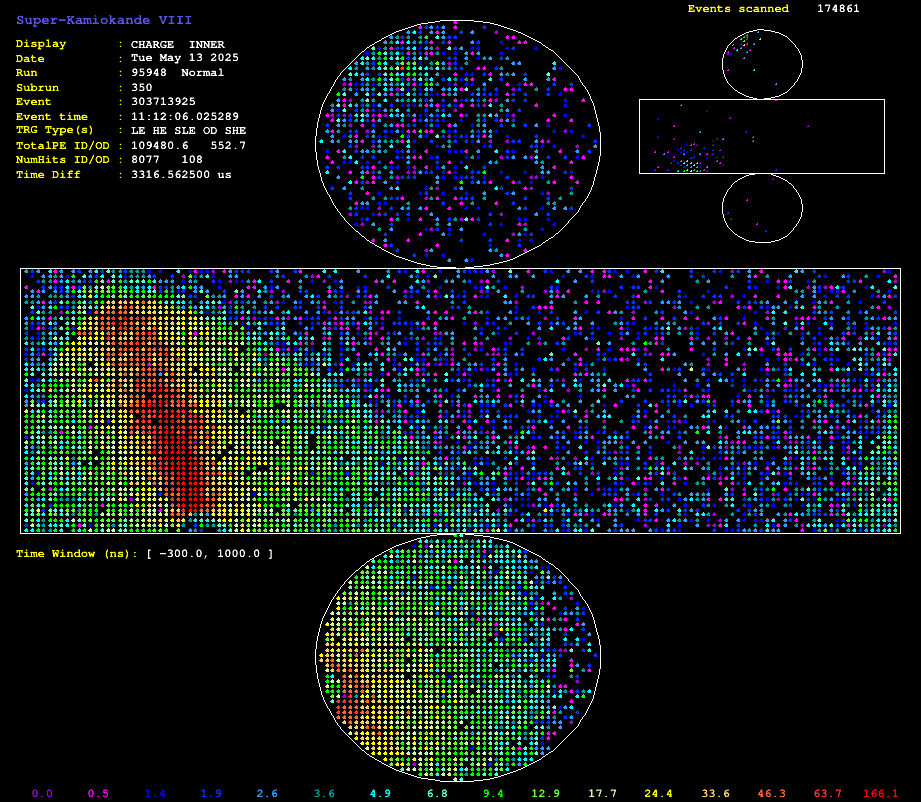 Super-Kamiokande VIII
Events scanned 174861
Display : CHARGE INNER
Date : Tue May 13 2025
Run : 95948 Normal
Subrun : 350
Event : 303713925
Event time : 11:12:06.025289
TRG Type(s) : LE HE SLE OD SHE
TotalPE ID/OD : 109480.6 552.7
NumHits ID/OD : 8077 108
Time Diff : 3316.562500 us
Time Window (ns): [ −300.0, 1000.0 ]
0.0 0.5 1.4 1.9 2.6 3.6 4.9 6.8 9.4 12.9 17.7 24.4 33.6 46.3 63.7 166.1